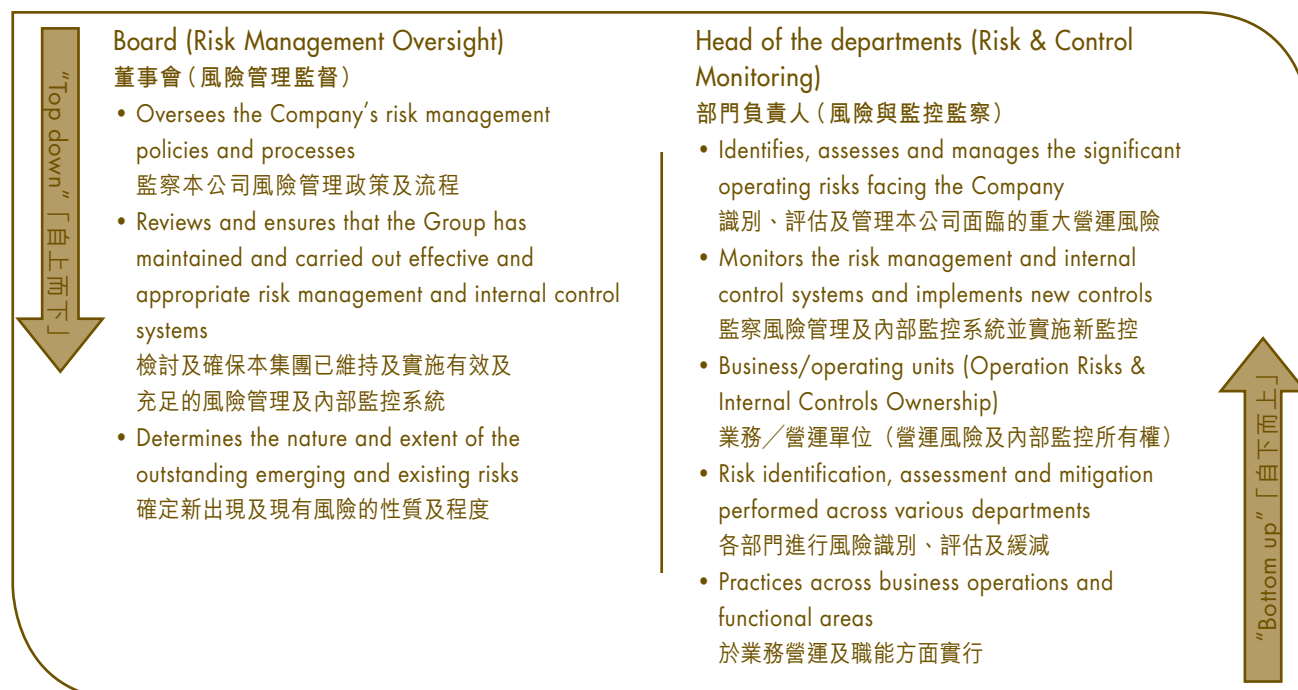 "Top down"「自上而下」
Board (Risk Management Oversight)
董事會（風險管理監督）
• Oversees the Company's risk management
policies and processes
監察本公司風險管理政策及流程
• Reviews and ensures that the Group has
maintained and carried out effective and
appropriate risk management and internal control
systems
檢討及確保本集團已維持及實施有效及
充足的風險管理及內部監控系統
• Determines the nature and extent of the
outstanding emerging and existing risks
確定新出現及現有風險的性質及程度
Head of the departments (Risk & Control
Monitoring)
部門負責人（風險與監控監察）
• Identifies, assesses and manages the significant
operating risks facing the Company
識別、評估及管理本公司面臨的重大營運風險
• Monitors the risk management and internal
control systems and implements new controls
監察風險管理及內部監控系統並實施新監控
• Business/operating units (Operation Risks &
Internal Controls Ownership)
業務╱營運單位（營運風險及內部監控所有權）
• Risk identification, assessment and mitigation
performed across various departments
各部門進行風險識別、評估及緩減
• Practices across business operations and
functional areas
於業務營運及職能方面實行
"Bottom up"「自下而上」